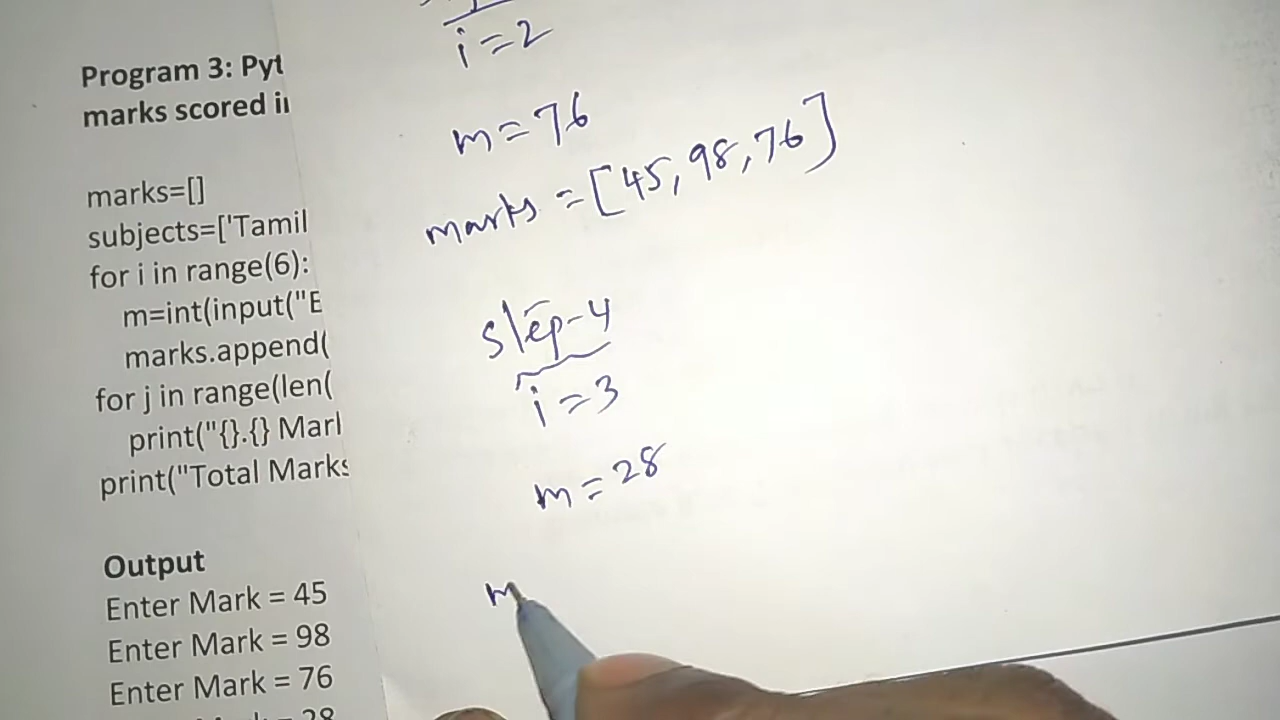 Program 3: Pyt
marks scored in
marks=[]
subjects=['Tamil
for i in range(6):
m=int(input("E
marks.append(
for j in range(len(
print("{}.{} Marl
print("Total Marks
Output
Enter Mark = 45
Enter Mark = 98
Enter Mark = 76
28
i=2
m=76
marks=[45,98,76]
Step-4
i=3
m=28
m